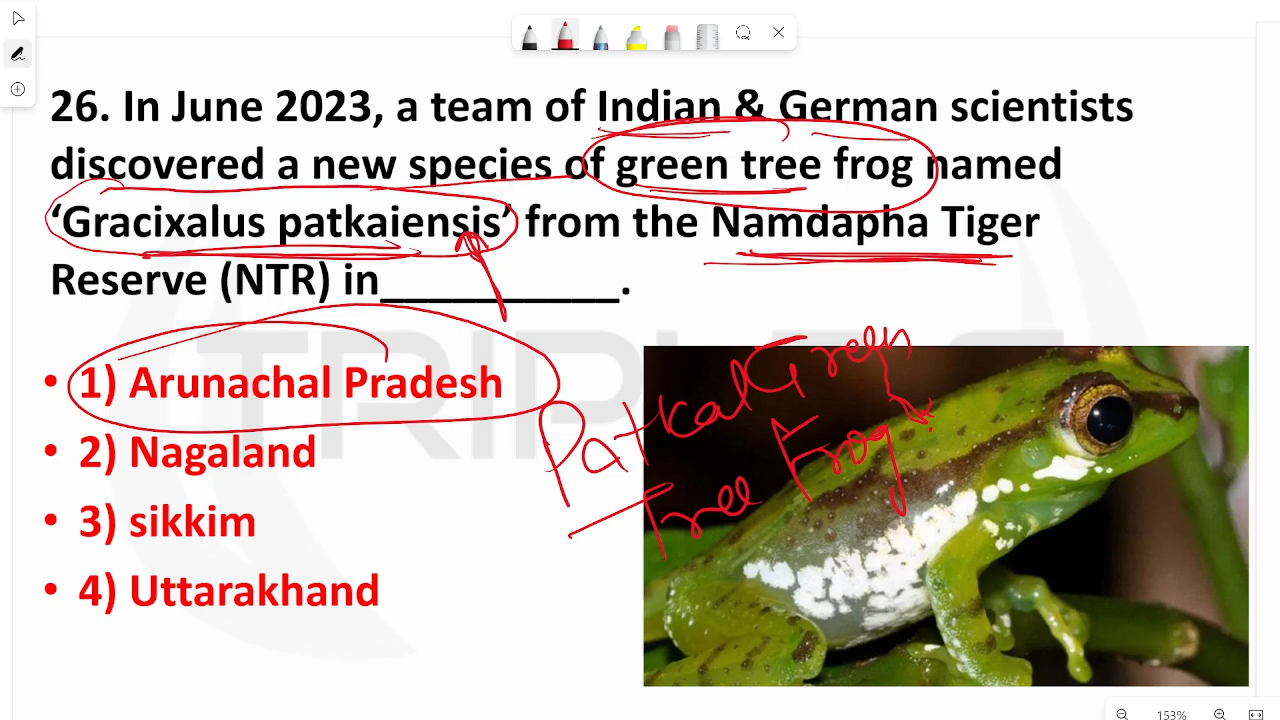 26. In June 2023, a team of Indian & German scientists
discovered a new species of green tree frog named
‘Gracixalus patkaiensis’ from the Namdapha Tiger
Reserve (NTR) in__________.
• 1) Arunachal Pradesh
• 2) Nagaland
• 3) sikkim
• 4) Uttarakhand
Patkai Green
Tree Frog
153%